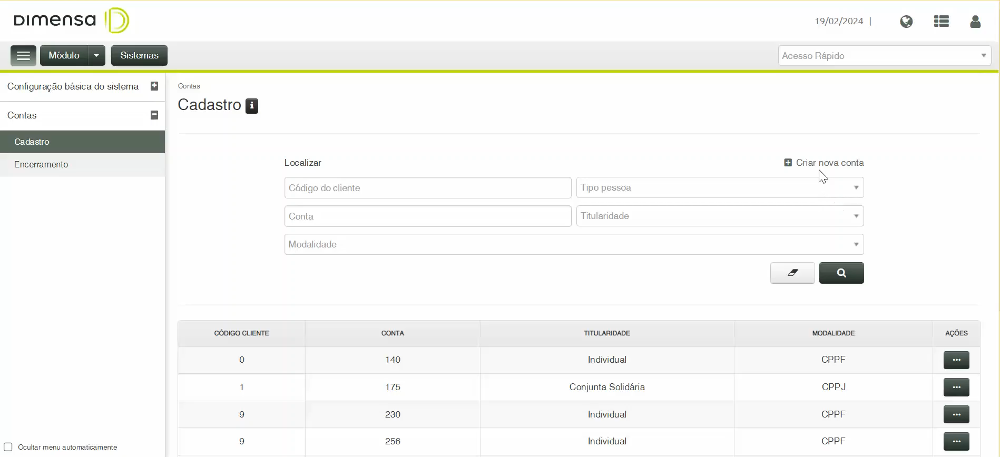 Dimensa
19/02/2024 |
Módulo
Sistemas
Acesso Rápido
Configuração básica do sistema
Contas
Cadastro
Encerramento
Ocultar menu automaticamente
Contas
Cadastro
Localizar
Criar nova conta
Código do cliente
Tipo pessoa
Conta
Titularidade
Modalidade
CÓDIGO CLIENTE CONTA TITULARIDADE MODALIDADE AÇÕES
0 140 Individual CPPF
1 175 Conjunta Solidária CPPJ
9 230 Individual CPPF
9 256 Individual CPPF